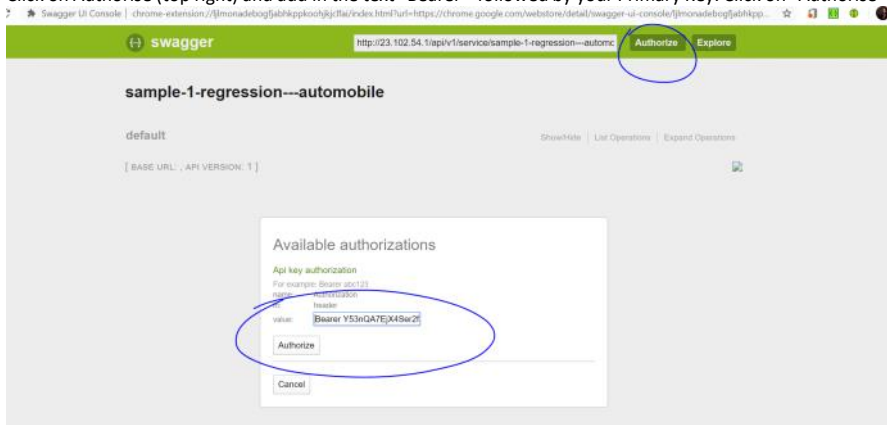 Click on Authorise (top right) and add in the text "Bearer" followed by your Primary Key. Click on "Authorise"
Swagger UI Console | chrome-extension://ljlmonadebogfjabhkppkoohjkjcflai/index.html?url=https://chrome.google.com/webstore/detail/swagger-ui-console/ljlmonadebogfjabhkpp...
swagger
http://23.102.54.1/api/v1/service/sample-1-regression---automc
Authorize
Explore
sample-1-regression---automobile
default
Show/Hide | List Operations | Expand Operations
[ BASE URL: , API VERSION: 1 ]
Available authorizations
Api key authorization
For example: Bearer abc123
name: Authorization
in: header
value: Bearer Y53nQA7EjX4Ser2f
Authorize
Cancel